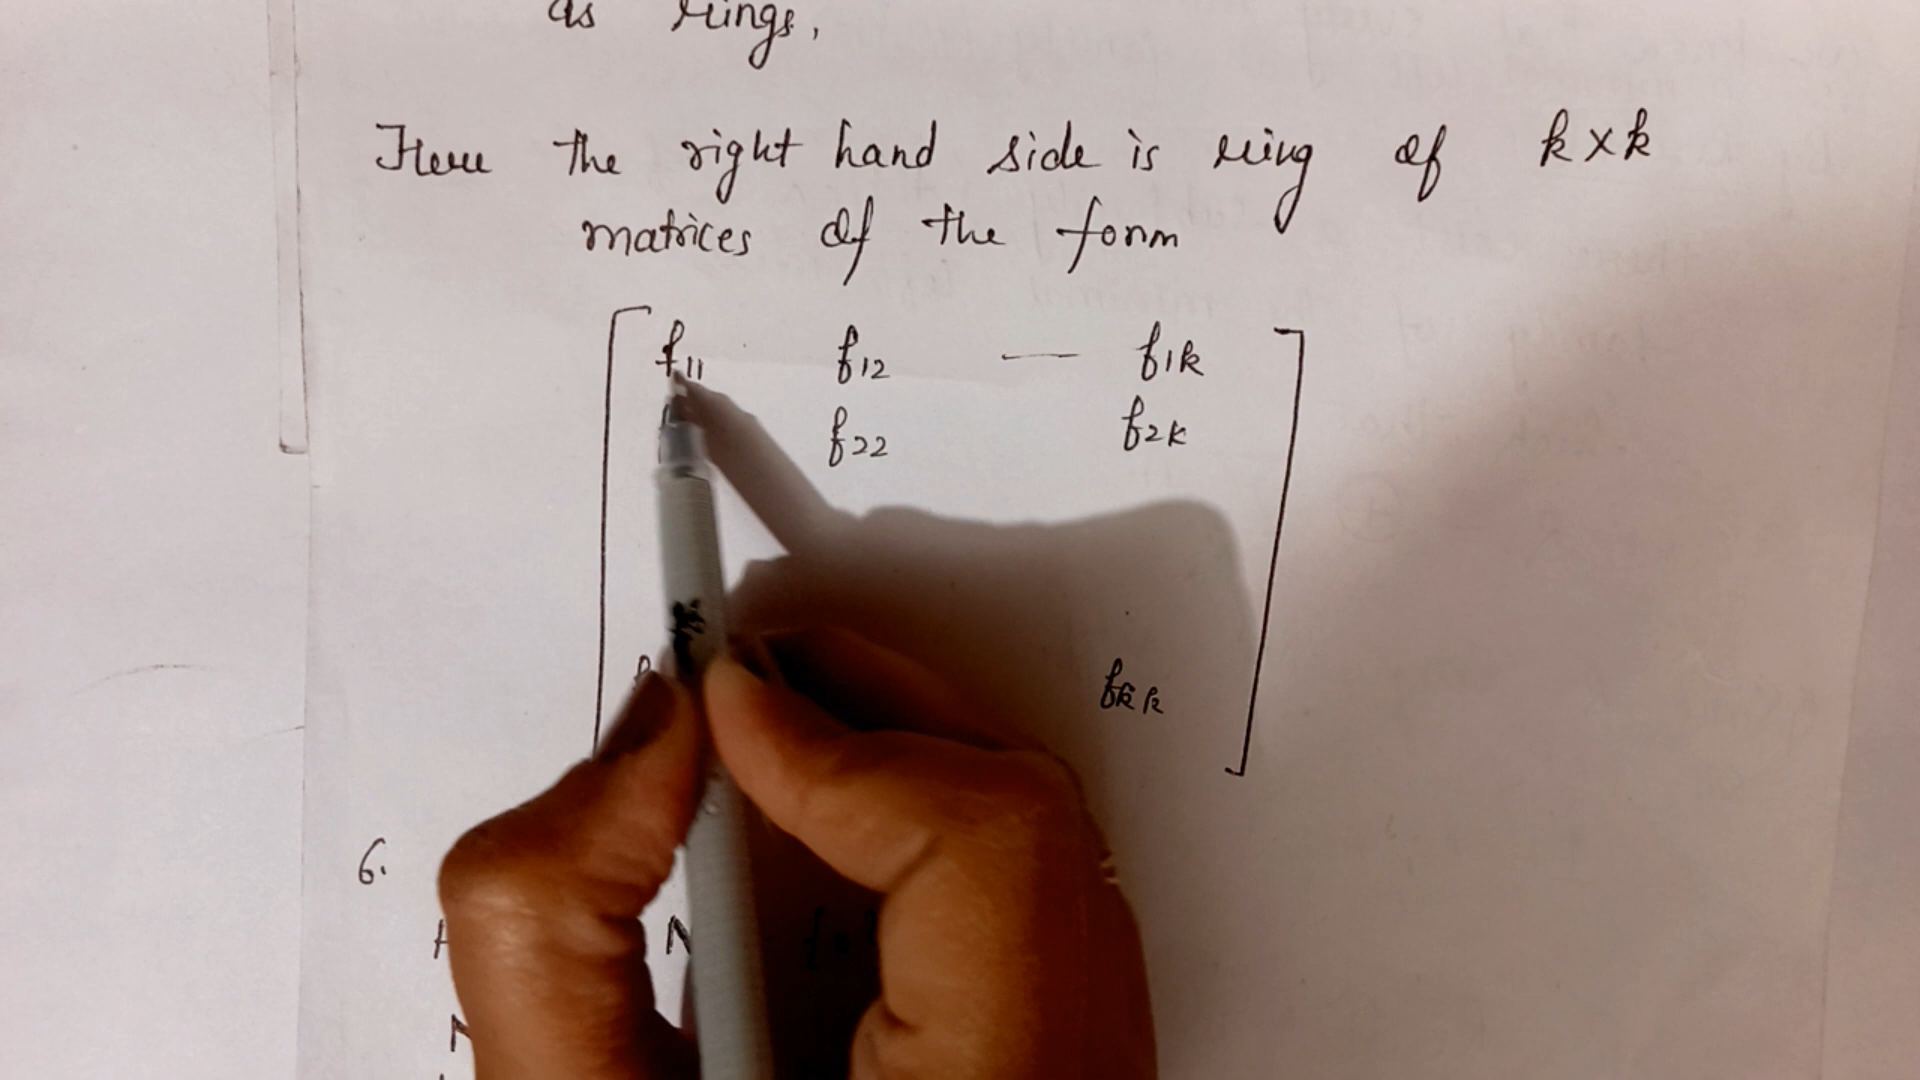 as rings,
Here the right hand side is ring of k×k
matrices of the form
f11 f12 — f1k
f22 f2k
fkk
6.